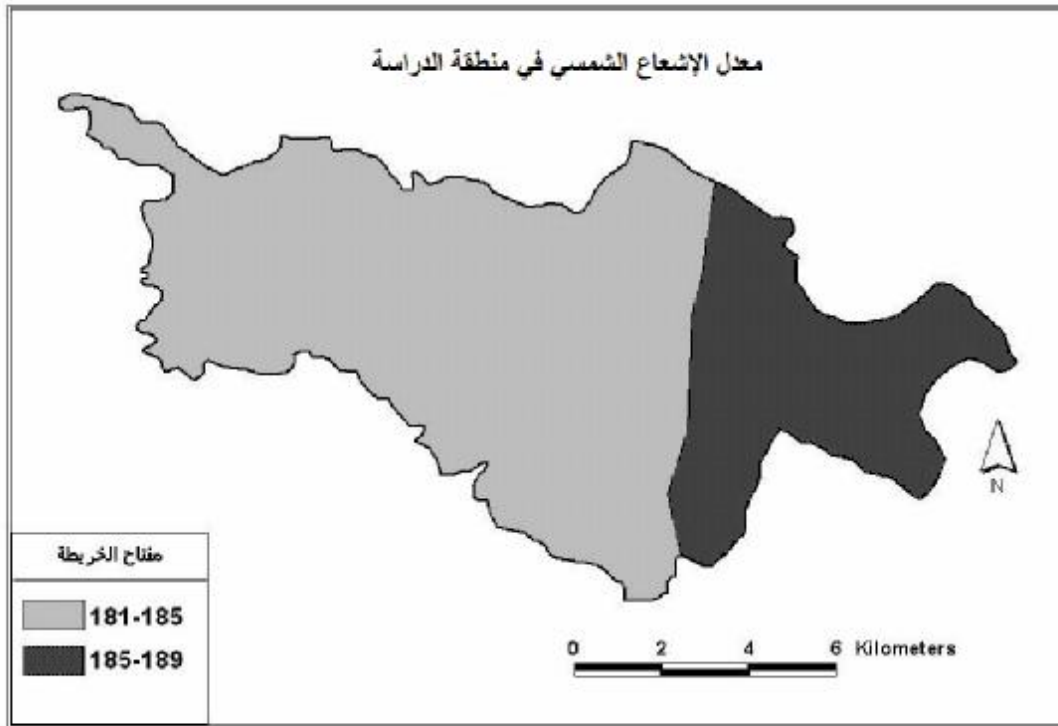 معدل الإشعاع الشمسي في منطقة الدراسة
N
مفتاح الخريطة
181-185
185-189
0 2 4 6 Kilometers